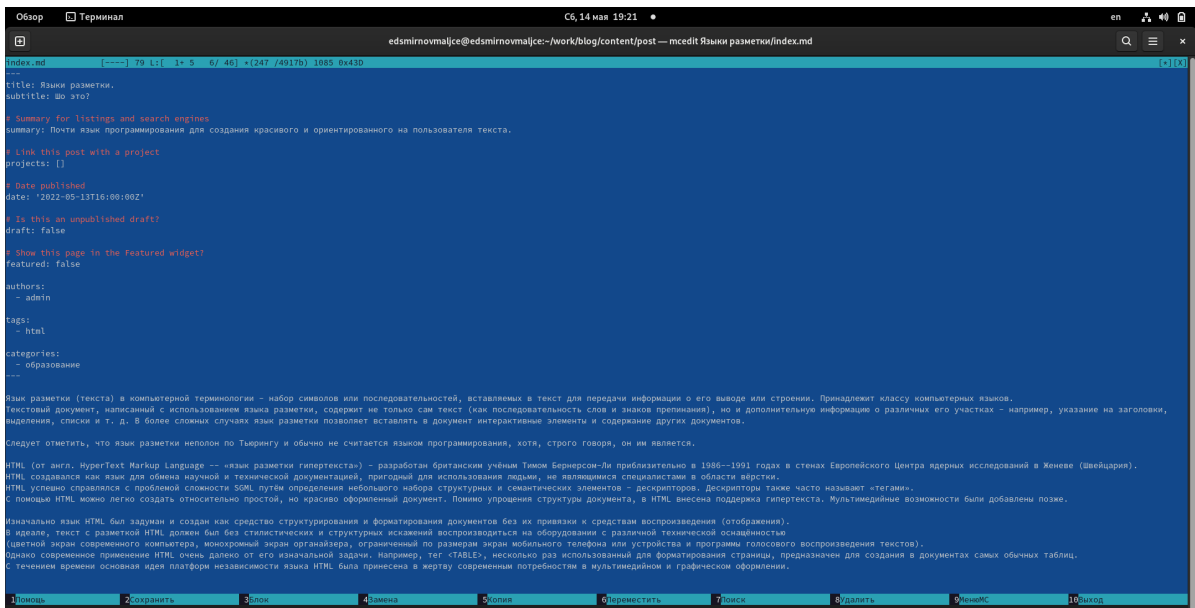 Обзор Терминал Сб, 14 мая 19:21 en
edsmirnovmaljce@edsmirnovmaljce:~/work/blog/content/post — mcedit Языки разметки/index.md
index.md [----] 79 L:[ 1+ 5 6/ 46] *(247 /4917b) 1085 0x43D [*][X]
---
title: Языки разметки.
subtitle: Шо это?
# Summary for listings and search engines
summary: Почти язык программирования для создания красивого и ориентированного на пользователя текста.
# Link this post with a project
projects: []
# Date published
date: '2022-05-13T16:00:00Z'
# Is this an unpublished draft?
draft: false
# Show this page in the Featured widget?
featured: false
authors:
- admin
tags:
- html
categories:
- образование
---
Язык разметки (текста) в компьютерной терминологии – набор символов или последовательностей, вставляемых в текст для передачи информации о его выводе или строении. Принадлежит классу компьютерных языков.
Текстовый документ, написанный с использованием языка разметки, содержит не только сам текст (как последовательность слов и знаков препинания), но и дополнительную информацию о различных его участках – например, указание на заголовки,
выделения, списки и т. д. В более сложных случаях язык разметки позволяет вставлять в документ интерактивные элементы и содержание других документов.
Следует отметить, что язык разметки неполон по Тьюрингу и обычно не считается языком программирования, хотя, строго говоря, он им является.
HTML (от англ. HyperText Markup Language -- «язык разметки гипертекста») – разработан британским учёным Тимом Бернерсом-Ли приблизительно в 1986--1991 годах в стенах Европейского Центра ядерных исследований в Женеве (Швейцария).
HTML создавался как язык для обмена научной и технической документацией, пригодный для использования людьми, не являющимися специалистами в области вёрстки.
HTML успешно справлялся с проблемой сложности SGML путём определения небольшого набора структурных и семантических элементов – дескрипторов. Дескрипторы также часто называют «тегами».
С помощью HTML можно легко создать относительно простой, но красиво оформленный документ. Помимо упрощения структуры документа, в HTML внесена поддержка гипертекста. Мультимедийные возможности были добавлены позже.
Изначально язык HTML был задуман и создан как средство структурирования и форматирования документов без их привязки к средствам воспроизведения (отображения).
В идеале, текст с разметкой HTML должен был без стилистических и структурных искажений воспроизводиться на оборудовании с различной технической оснащённостью
(цветной экран современного компьютера, монохромный экран органайзера, ограниченный по размерам экран мобильного телефона или устройства и программы голосового воспроизведения текстов).
Однако современное применение HTML очень далеко от его изначальной задачи. Например, тег <TABLE>, несколько раз использованный для форматирования страницы, предназначен для создания в документах самых обычных таблиц.
С течением времени основная идея платформ независимости языка HTML была принесена в жертву современным потребностям в мультимедийном и графическом оформлении.
1Помощь 2Сохранить 3Блок 4Замена 5Копия 6Переместить 7Поиск 8Удалить 9МенюMC 10Выход